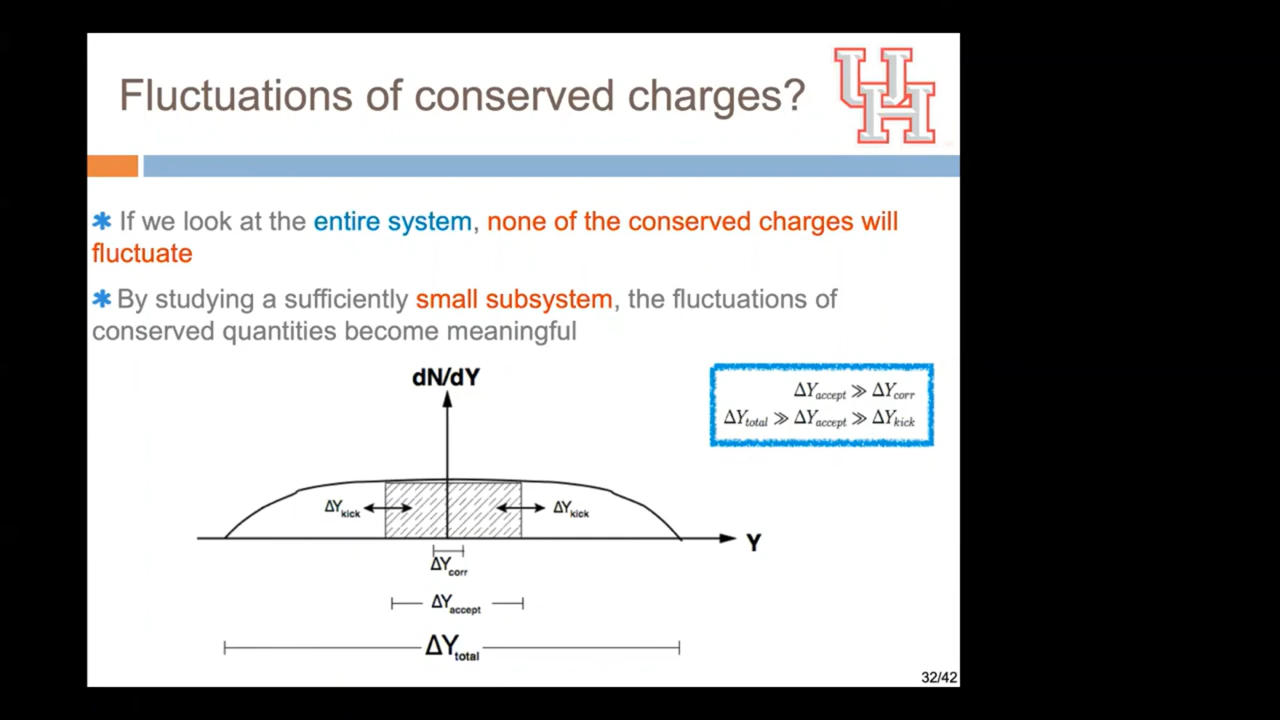 Fluctuations of conserved charges?
UH
✱ If we look at the entire system, none of the conserved charges will
fluctuate
✱ By studying a sufficiently small subsystem, the fluctuations of
conserved quantities become meaningful
dN/dY
ΔY_accept ≫ ΔY_corr
ΔY_total ≫ ΔY_accept ≫ ΔY_kick
ΔY_kick
ΔY_kick
Y
ΔY_corr
ΔY_accept
ΔY_total
32/42